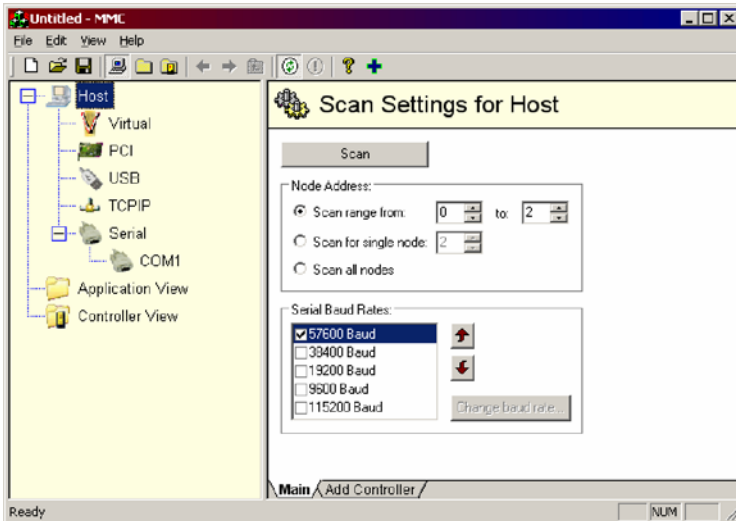 Untitled - MMC
File Edit View Help
Host
Virtual
PCI
USB
TCPIP
Serial
COM1
Application View
Controller View
Scan Settings for Host
Scan
Node Address:
Scan range from: 0 to: 2
Scan for single node: 2
Scan all nodes
Serial Baud Rates:
57600 Baud
38400 Baud
19200 Baud
9600 Baud
115200 Baud
Change baud rate...
Main Add Controller
Ready NUM